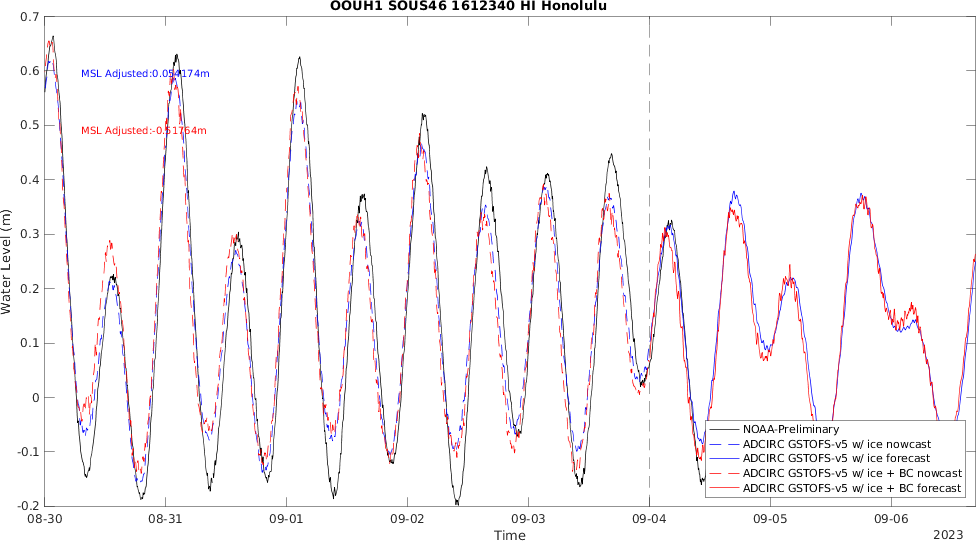 OOUH1 SOUS46 1612340 HI Honolulu
0.7
0.6
0.5
0.4
0.3
0.2
0.1
0
-0.1
-0.2
Water Level (m)
MSL Adjusted:0.054174m
MSL Adjusted:-0.51764m
NOAA-Preliminary
ADCIRC GSTOFS-v5 w/ ice nowcast
ADCIRC GSTOFS-v5 w/ ice forecast
ADCIRC GSTOFS-v5 w/ ice + BC nowcast
ADCIRC GSTOFS-v5 w/ ice + BC forecast
08-30 08-31 09-01 09-02 09-03 09-04 09-05 09-06
Time
2023